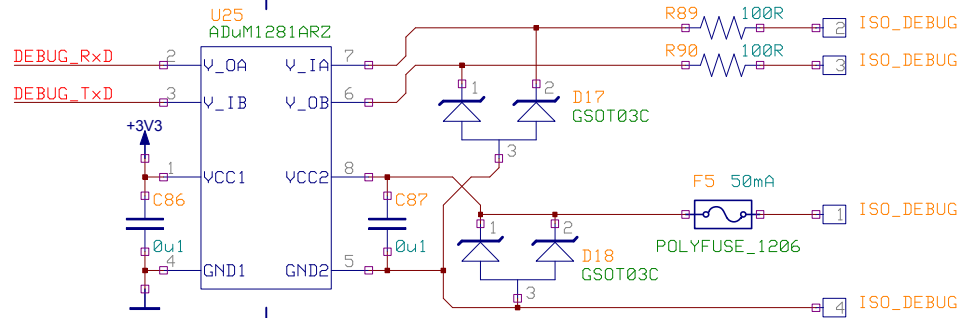 U25
ADuM1281ARZ
R89 100R
2 ISO_DEBUG
DEBUG_RxD 2 V_OA V_IA 7
R90 100R
3 ISO_DEBUG
DEBUG_TxD 3 V_IB V_OB 6
1 2 D17
GSOT03C
3
+3V3
1 VCC1 VCC2 8
C86 C87
F5 50mA
1 ISO_DEBUG
0u1 0u1
1 2
POLYFUSE_1206
D18
GSOT03C
4 GND1 GND2 5
3
4 ISO_DEBUG